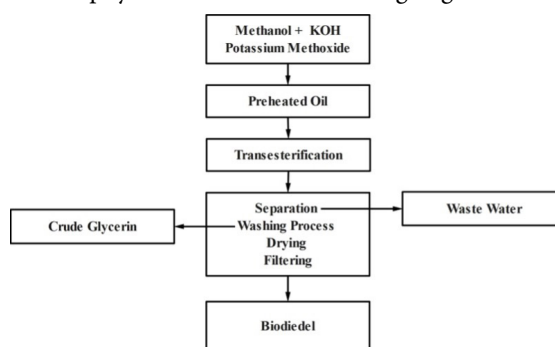 Methanol + KOH
Potassium Methoxide
Preheated Oil
Transesterification
Separation
Washing Process
Drying
Filtering
Crude Glycerin
Waste Water
Biodiedel